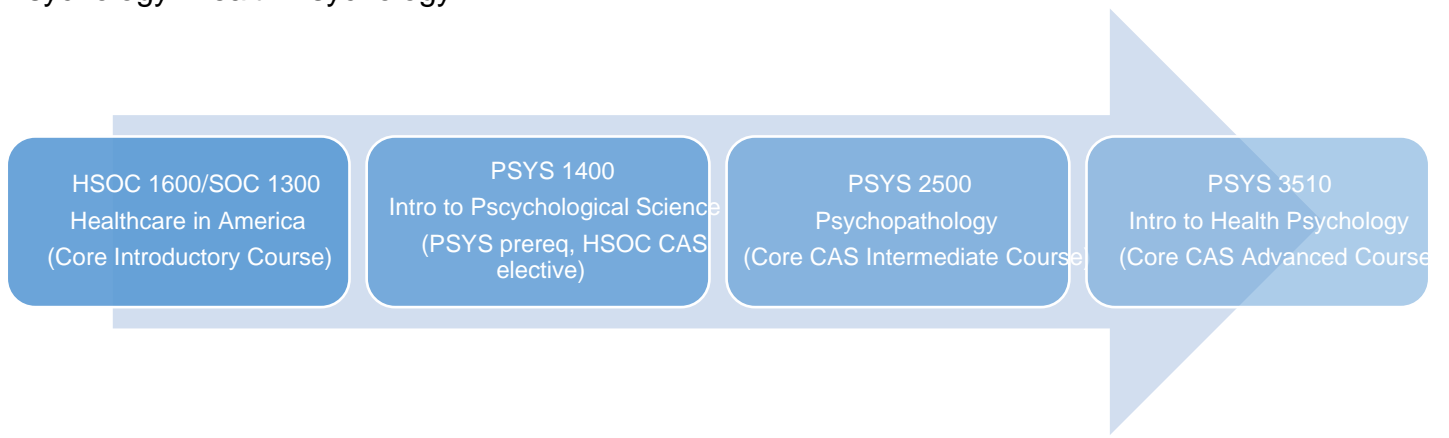 HSOC 1600/SOC 1300
Healthcare in America
(Core Introductory Course)
PSYS 1400
Intro to Pscychological Science
(PSYS prereq, HSOC CAS
elective)
PSYS 2500
Psychopathology
(Core CAS Intermediate Course)
PSYS 3510
Intro to Health Psychology
(Core CAS Advanced Course